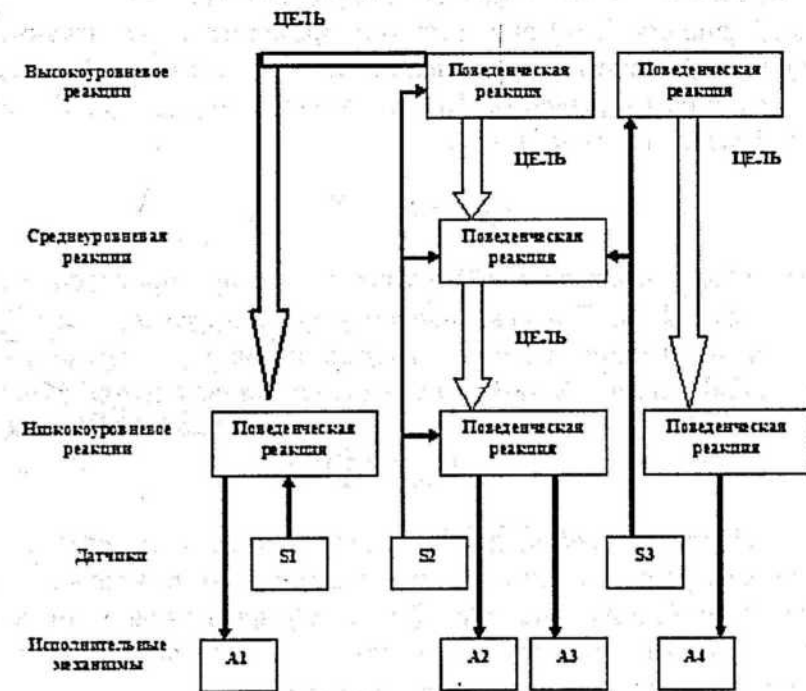 ЦЕЛЬ
Высокоуровневое
реакции
Поведенческая
реакция
Поведенческая
реакция
ЦЕЛЬ
ЦЕЛЬ
Среднеуровневая
реакции
Поведенческая
реакция
ЦЕЛЬ
Нпзкокоуровневое
реакции
Поведенческая
реакция
Поведенческая
реакция
Поведенческая
реакция
Датчики
S1
S2
S3
Исполнительные
механизмы
A1
A2
A3
A4